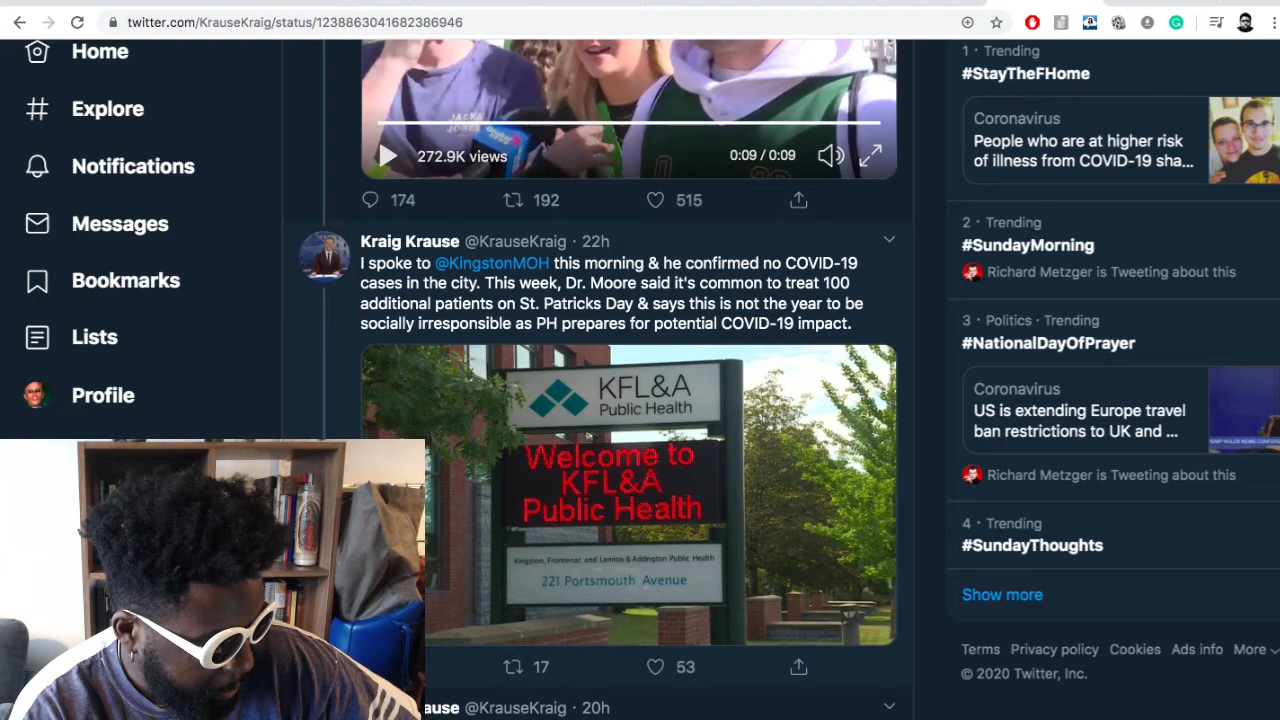 twitter.com/KrauseKraig/status/1238863041682386946
Home
Explore
Notifications
Messages
Bookmarks
Lists
Profile
JACK&
JONES
272.9K views
0:09 / 0:09
174
192
515
Kraig Krause @KrauseKraig · 22h
I spoke to @KingstonMOH this morning & he confirmed no COVID-19
cases in the city. This week, Dr. Moore said it's common to treat 100
additional patients on St. Patricks Day & says this is not the year to be
socially irresponsible as PH prepares for potential COVID-19 impact.
KFL&A
Public Health
Welcome to
KFL&A
Public Health
Kingston, Frontenac and Lennox & Addington Public Health
221 Portsmouth Avenue
17
53
ause @KrauseKraig · 20h
1 · Trending
#StayTheFHome
Coronavirus
People who are at higher risk
of illness from COVID-19 sha...
2 · Trending
#SundayMorning
Richard Metzger is Tweeting about this
3 · Politics · Trending
#NationalDayOfPrayer
Coronavirus
US is extending Europe travel
ban restrictions to UK and ...
Richard Metzger is Tweeting about this
4 · Trending
#SundayThoughts
Show more
Terms Privacy policy Cookies Ads info More
© 2020 Twitter, Inc.